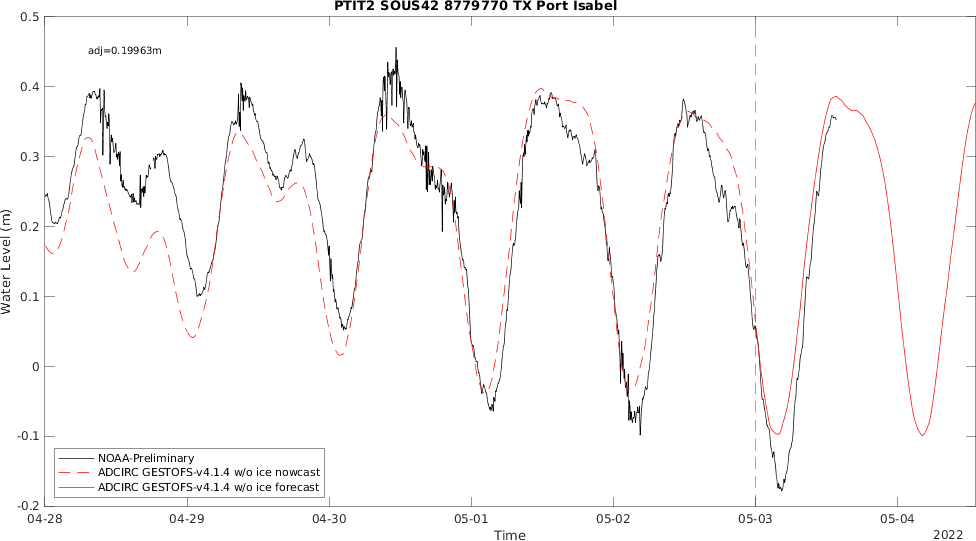 PTIT2 SOUS42 8779770 TX Port Isabel
0.5
adj=0.19963m
0.4
0.3
0.2
0.1
0
-0.1
-0.2
Water Level (m)
NOAA-Preliminary
ADCIRC GESTOFS-v4.1.4 w/o ice nowcast
ADCIRC GESTOFS-v4.1.4 w/o ice forecast
04-28 04-29 04-30 05-01 05-02 05-03 05-04
Time
2022